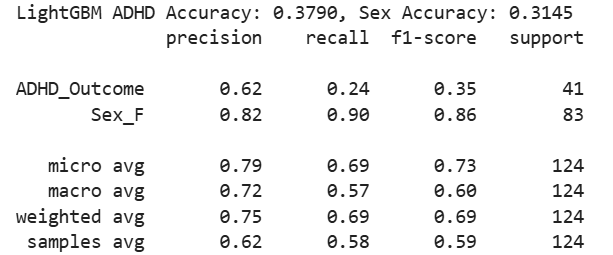 LightGBM ADHD Accuracy: 0.3790, Sex Accuracy: 0.3145
precision recall f1-score support
ADHD_Outcome 0.62 0.24 0.35 41
Sex_F 0.82 0.90 0.86 83
micro avg 0.79 0.69 0.73 124
macro avg 0.72 0.57 0.60 124
weighted avg 0.75 0.69 0.69 124
samples avg 0.62 0.58 0.59 124